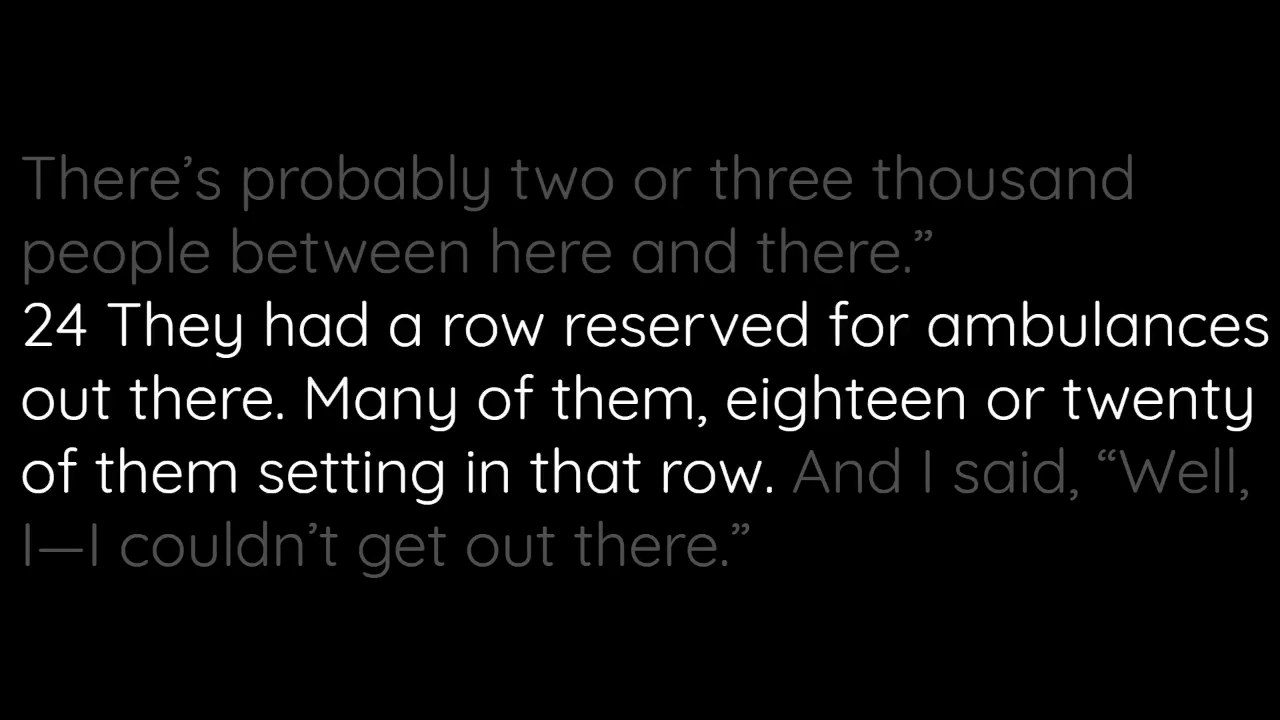 There’s probably two or three thousand
people between here and there.”
24 They had a row reserved for ambulances
out there. Many of them, eighteen or twenty
of them setting in that row. And I said, “Well,
I—I couldn’t get out there.”